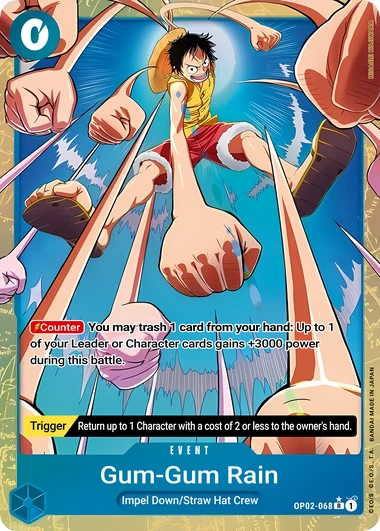 0
⚡Counter You may trash 1 card from your hand: Up to 1
of your Leader or Character cards gains +3000 power
during this battle.
Trigger Return up to 1 Character with a cost of 2 or less to the owner's hand.
EVENT
Gum-Gum Rain
Impel Down/Straw Hat Crew
OP02-068 ★ R 1
©E.O./S. ©E.O./S., T.A. BANDAI MADE IN JAPAN